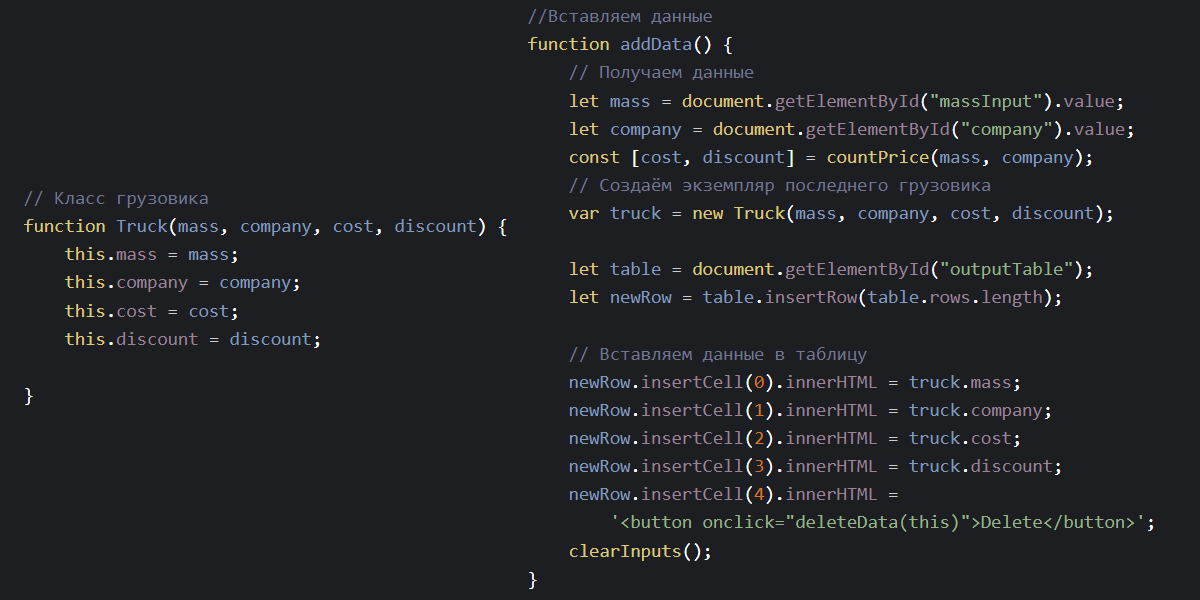 // Класс грузовика
function Truck(mass, company, cost, discount) {
    this.mass = mass;
    this.company = company;
    this.cost = cost;
    this.discount = discount;
}
//Вставляем данные
function addData() {
    // Получаем данные
    let mass = document.getElementById("massInput").value;
    let company = document.getElementById("company").value;
    const [cost, discount] = countPrice(mass, company);
    // Создаём экземпляр последнего грузовика
    var truck = new Truck(mass, company, cost, discount);
    let table = document.getElementById("outputTable");
    let newRow = table.insertRow(table.rows.length);
    // Вставляем данные в таблицу
    newRow.insertCell(0).innerHTML = truck.mass;
    newRow.insertCell(1).innerHTML = truck.company;
    newRow.insertCell(2).innerHTML = truck.cost;
    newRow.insertCell(3).innerHTML = truck.discount;
    newRow.insertCell(4).innerHTML =
        '<button onclick="deleteData(this)">Delete</button>';
    clearInputs();
}